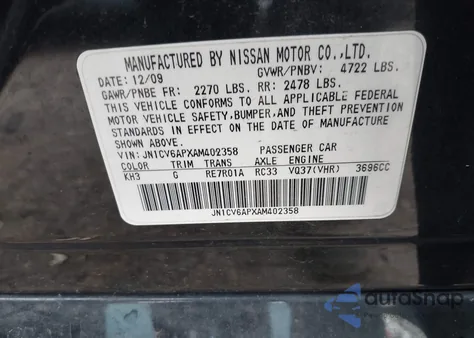 MANUFACTURED BY NISSAN MOTOR CO.,LTD.
DATE: 12/09 GVWR/PNBV: 4722 LBS.
GAWR/PNBE FR: 2270 LBS. RR: 2478 LBS.
THIS VEHICLE CONFORMS TO ALL APPLICABLE FEDERAL
MOTOR VEHICLE SAFETY,BUMPER,AND THEFT PREVENTION
STANDARDS IN EFFECT ON THE DATE OF MANUFACTURE SHOWN ABOVE.
VIN: JN1CV6APXAM402358 PASSENGER CAR
COLOR TRIM TRANS AXLE ENGINE
KH3 G RE7R01A RC33 VQ37(VHR) 3696CC
JN1CV6APXAM402358
autoSnap